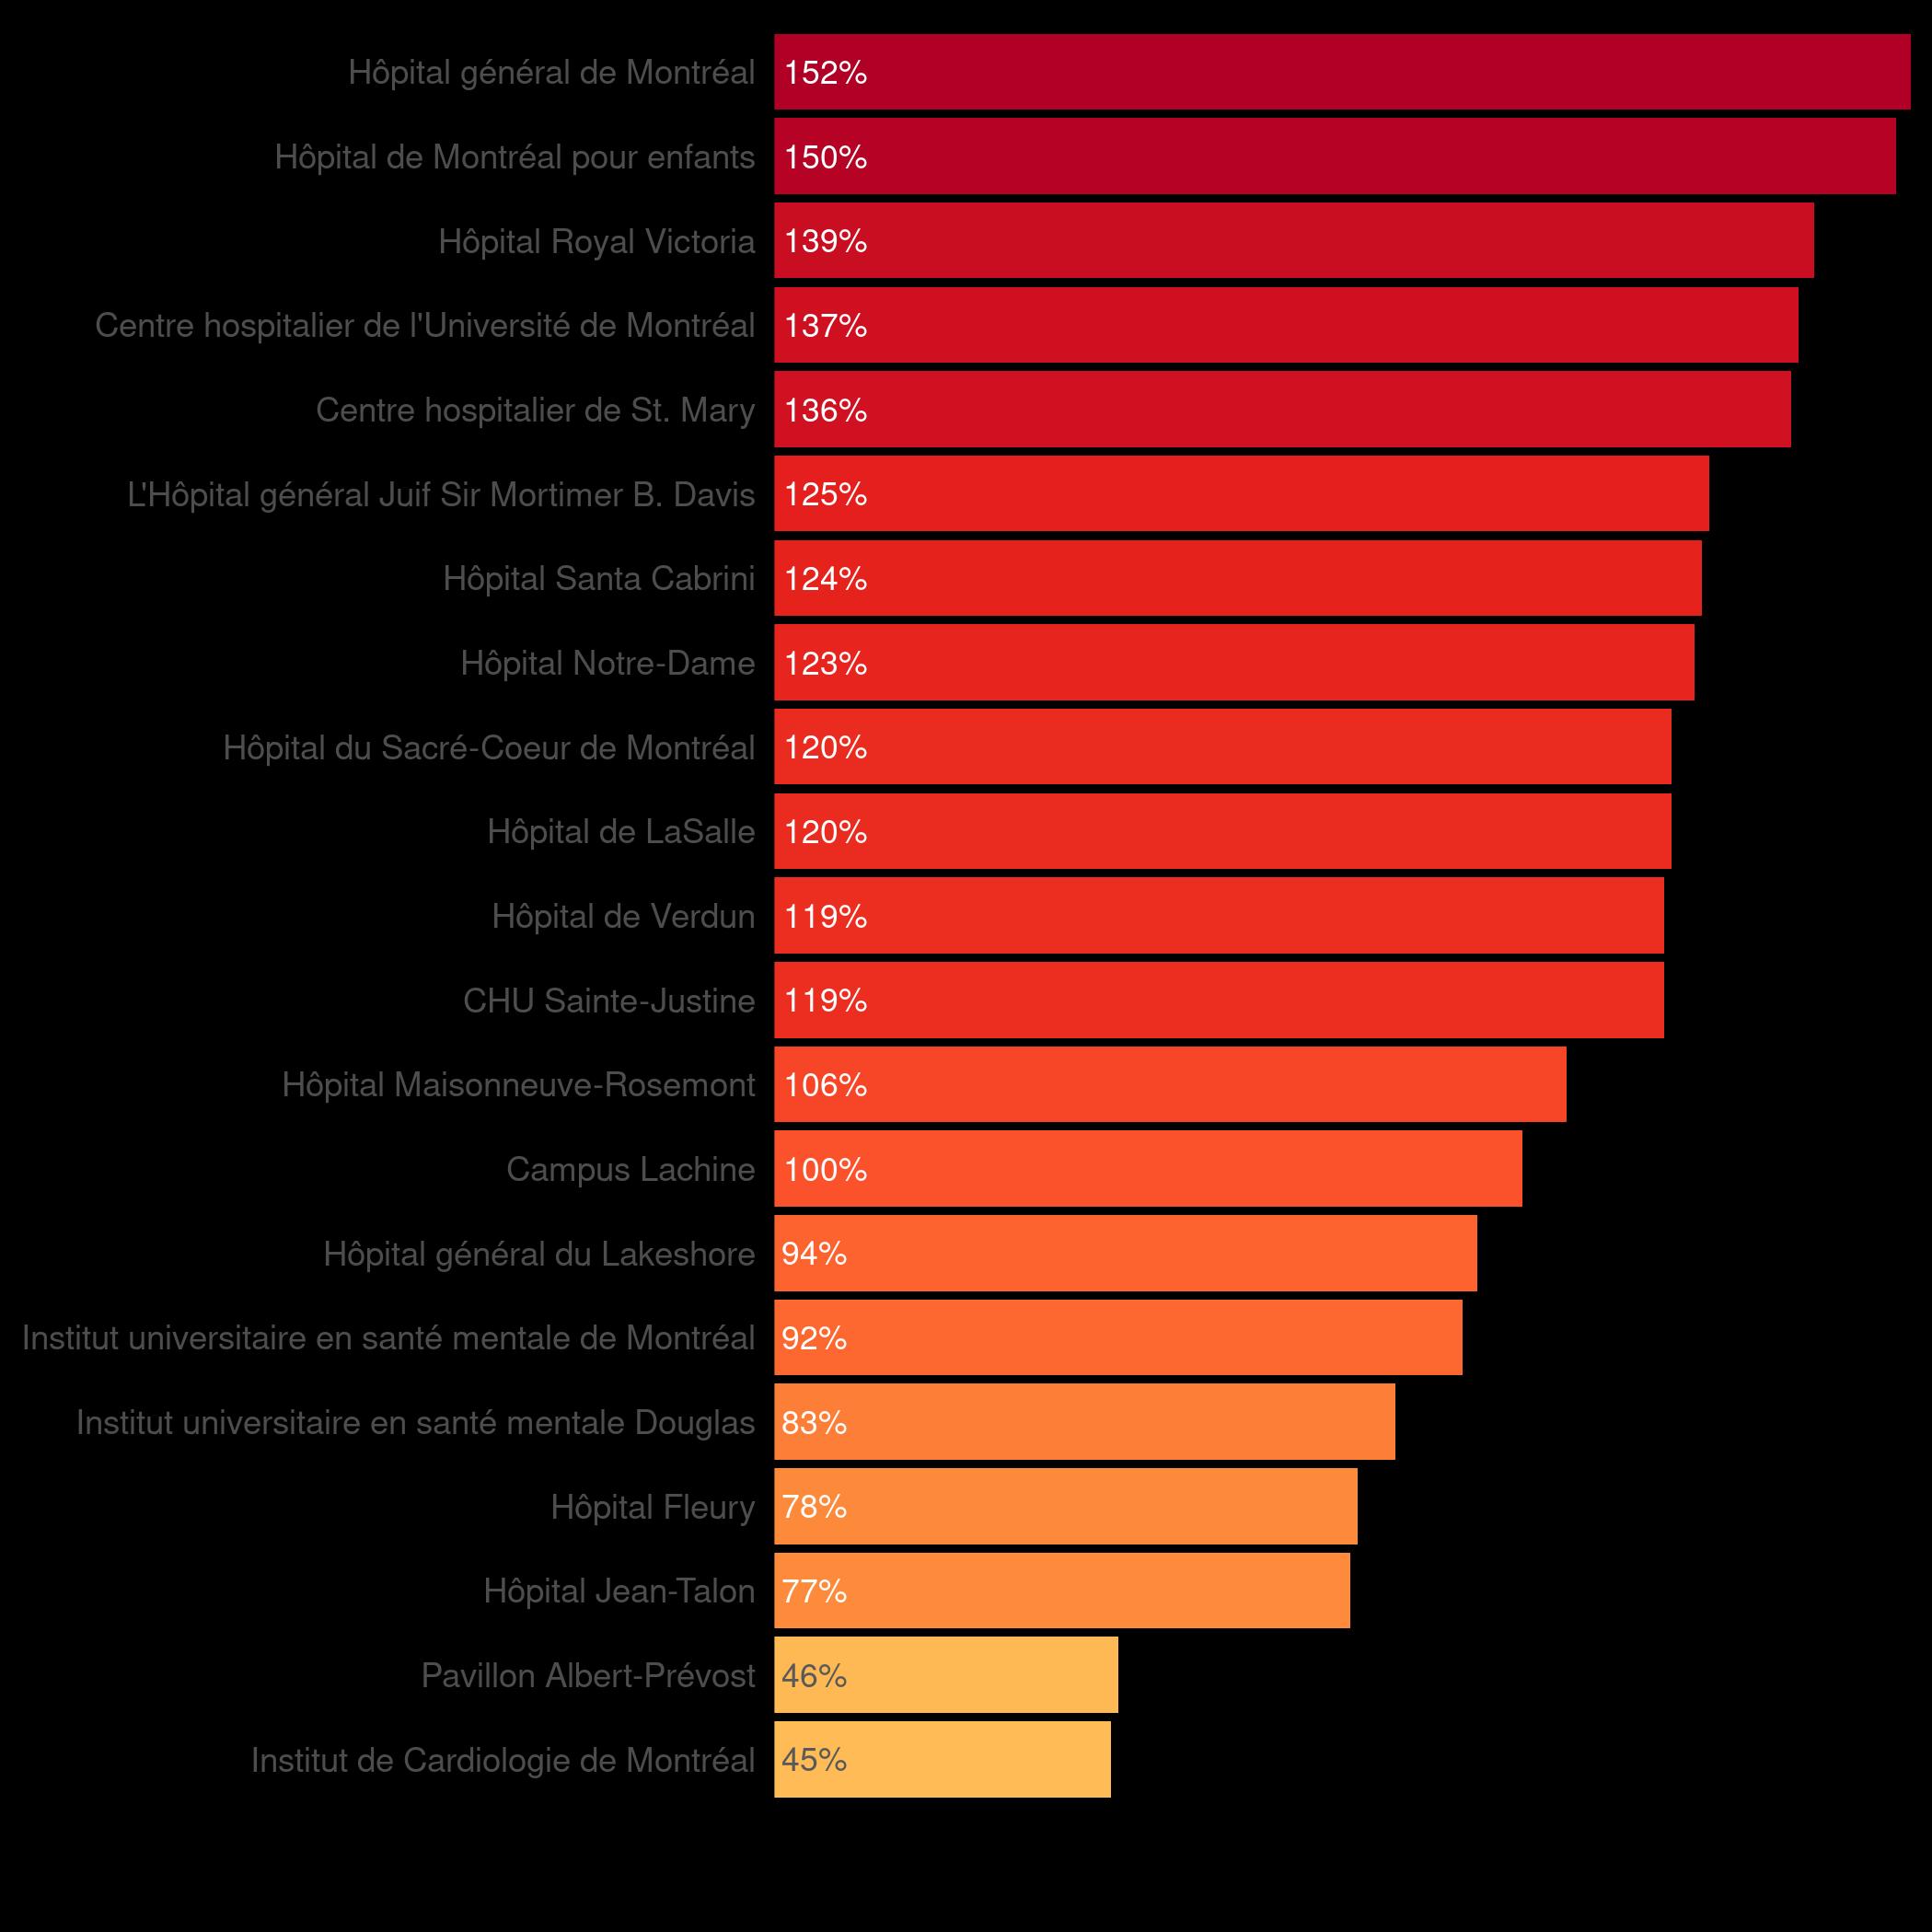 Hôpital général de Montréal 152%
Hôpital de Montréal pour enfants 150%
Hôpital Royal Victoria 139%
Centre hospitalier de l'Université de Montréal 137%
Centre hospitalier de St. Mary 136%
L'Hôpital général Juif Sir Mortimer B. Davis 125%
Hôpital Santa Cabrini 124%
Hôpital Notre-Dame 123%
Hôpital du Sacré-Coeur de Montréal 120%
Hôpital de LaSalle 120%
Hôpital de Verdun 119%
CHU Sainte-Justine 119%
Hôpital Maisonneuve-Rosemont 106%
Campus Lachine 100%
Hôpital général du Lakeshore 94%
Institut universitaire en santé mentale de Montréal 92%
Institut universitaire en santé mentale Douglas 83%
Hôpital Fleury 78%
Hôpital Jean-Talon 77%
Pavillon Albert-Prévost 46%
Institut de Cardiologie de Montréal 45%